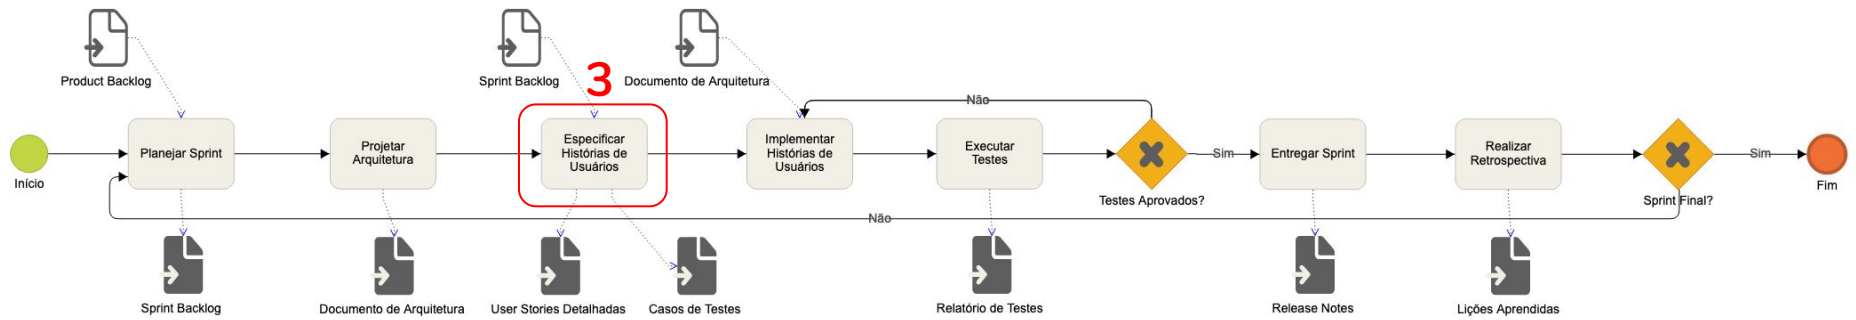 Product Backlog
Sprint Backlog
3
Documento de Arquitetura
Início
Planejar Sprint
Projetar
Arquitetura
Especificar
Histórias de
Usuários
Implementar
Histórias de
Usuários
Executar
Testes
Não
Testes Aprovados?
Sim
Entregar Sprint
Realizar
Retrospectiva
Sprint Final?
Sim
Fim
Não
Sprint Backlog
Documento de Arquitetura
User Stories Detalhadas
Casos de Testes
Relatório de Testes
Release Notes
Lições Aprendidas